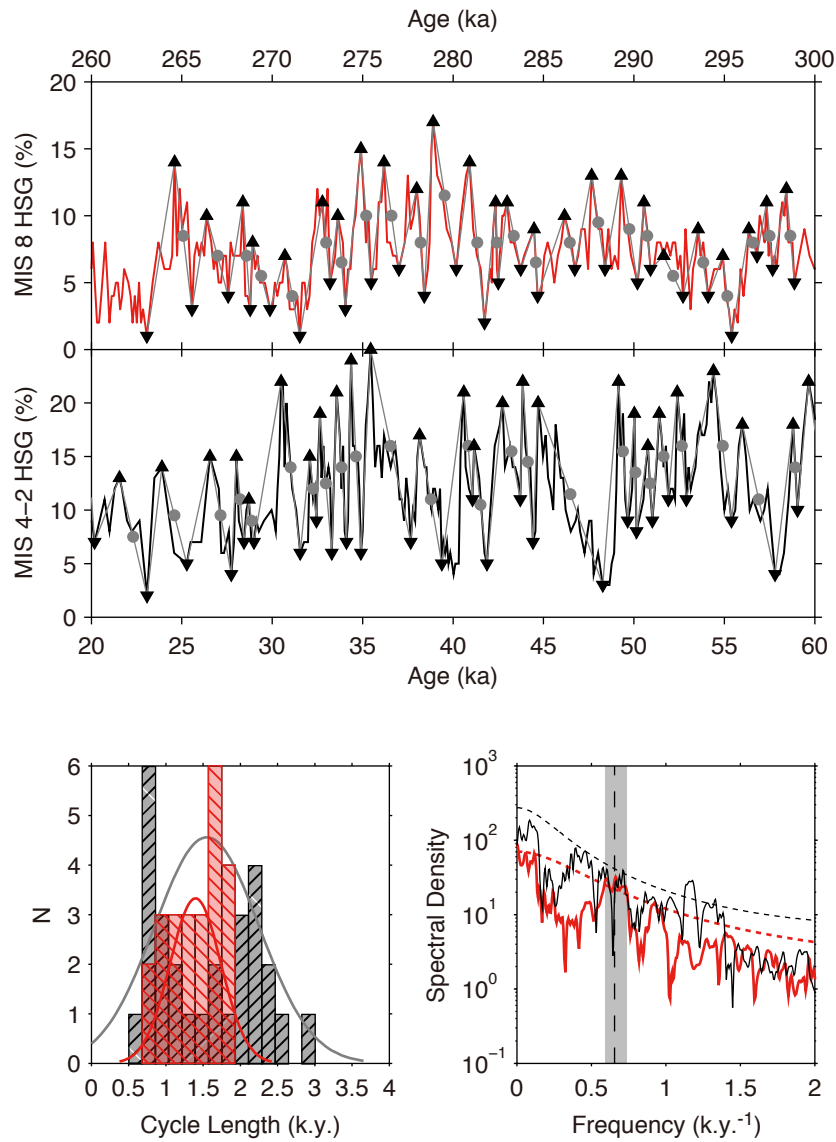 Age (ka)
260 265 270 275 280 285 290 295 300
20
15
10
5
0
MIS 8 HSG (%)
20
15
10
5
0
MIS 4–2 HSG (%)
20 25 30 35 40 45 50 55 60
Age (ka)
6
5
4
3
2
1
0
N
0 0.5 1 1.5 2 2.5 3 3.5 4
Cycle Length (k.y.)
10³
10²
10¹
10⁰
10⁻¹
Spectral Density
0 0.5 1 1.5 2
Frequency (k.y.⁻¹)